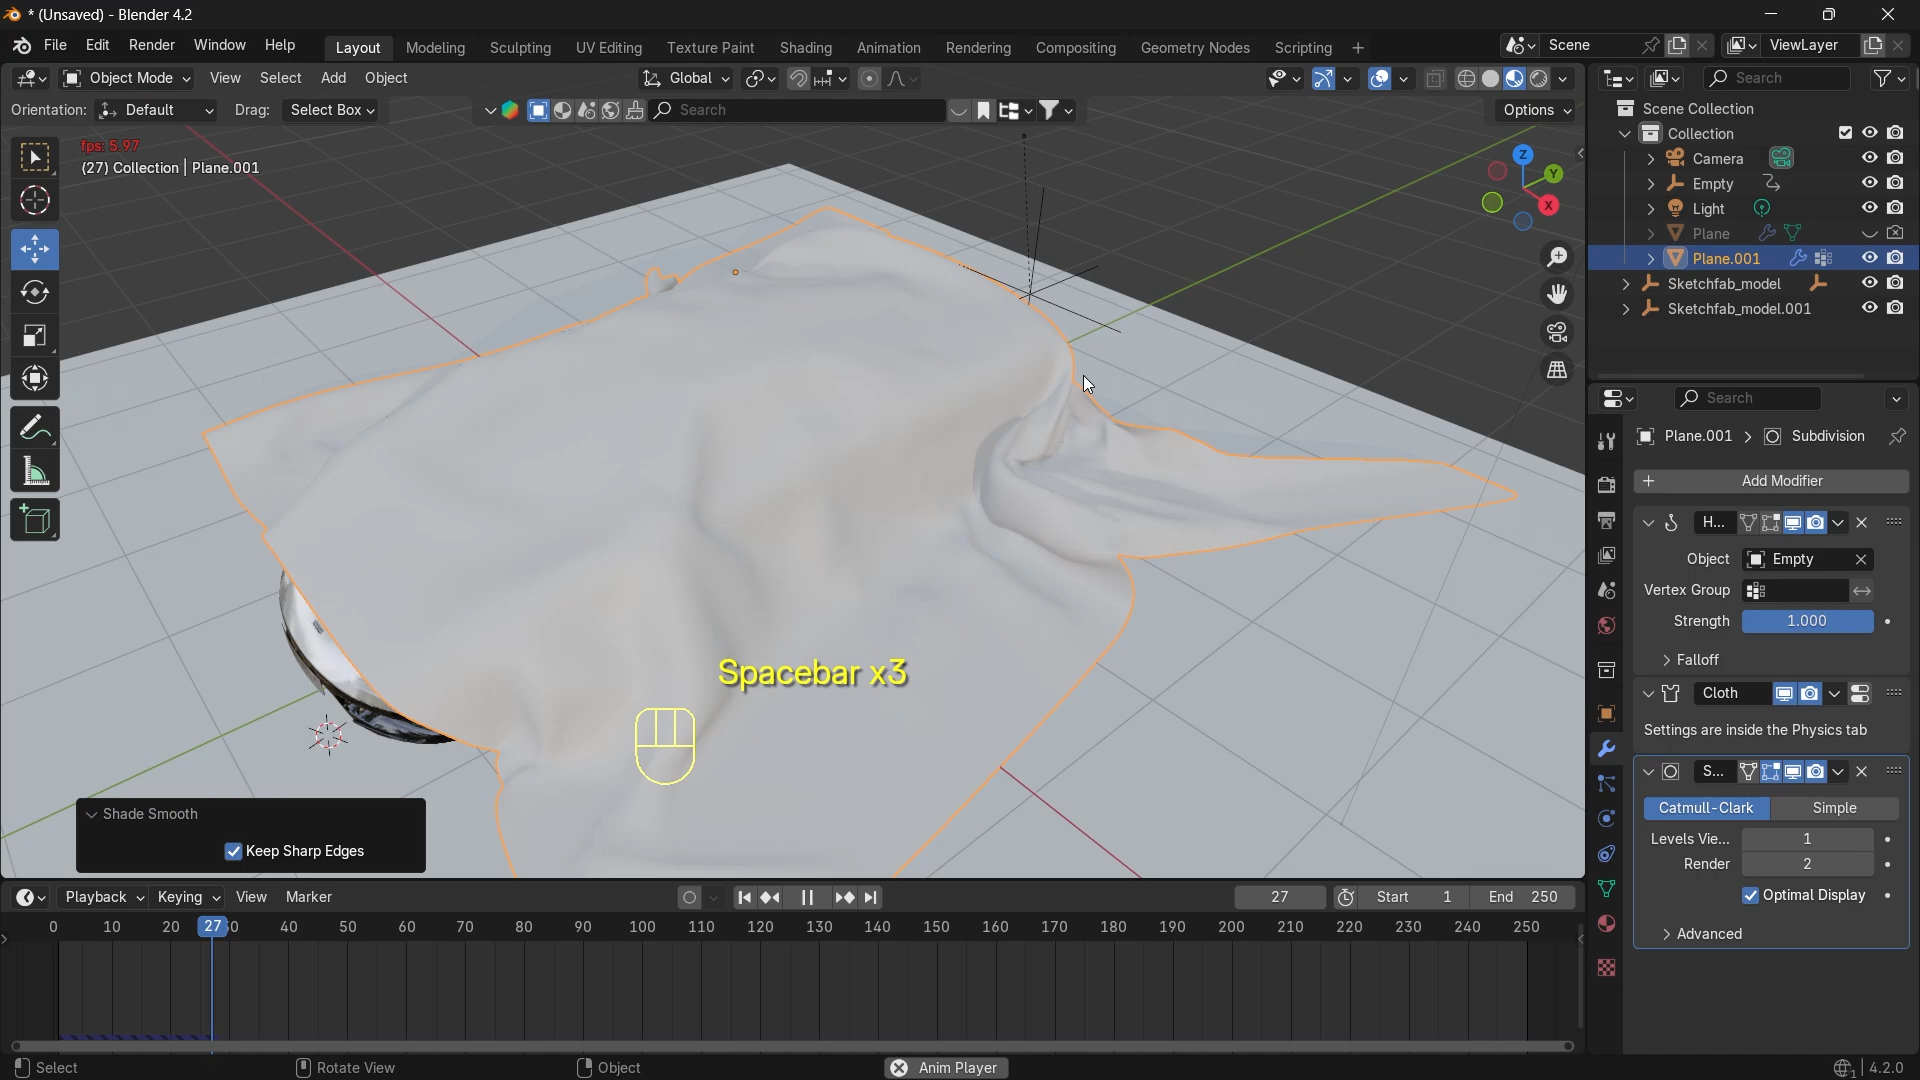 * (Unsaved) - Blender 4.2
File Edit Render Window Help
Layout Modeling Sculpting UV Editing Texture Paint Shading Animation Rendering Compositing Geometry Nodes Scripting +
Scene ViewLayer
Object Mode View Select Add Object
Global
Search
Orientation: Default Drag: Select Box
Search
Options
fps: 5.97
(27) Collection | Plane.001
Z
Y
X
Scene Collection
Collection
Camera
Empty
Light
Plane
Plane.001
Sketchfab_model
Sketchfab_model.001
Search
Plane.001 > Subdivision
+ Add Modifier
H...
Object Empty
Vertex Group
Strength 1.000
Falloff
Cloth
Settings are inside the Physics tab
S...
Catmull-Clark Simple
Levels Vie... 1
Render 2
Optimal Display
Advanced
Spacebar x3
Shade Smooth
Keep Sharp Edges
Playback Keying View Marker
27 Start 1 End 250
0 10 20 27 30 40 50 60 70 80 90 100 110 120 130 140 150 160 170 180 190 200 210 220 230 240 250
Select Rotate View Object Anim Player 4.2.0